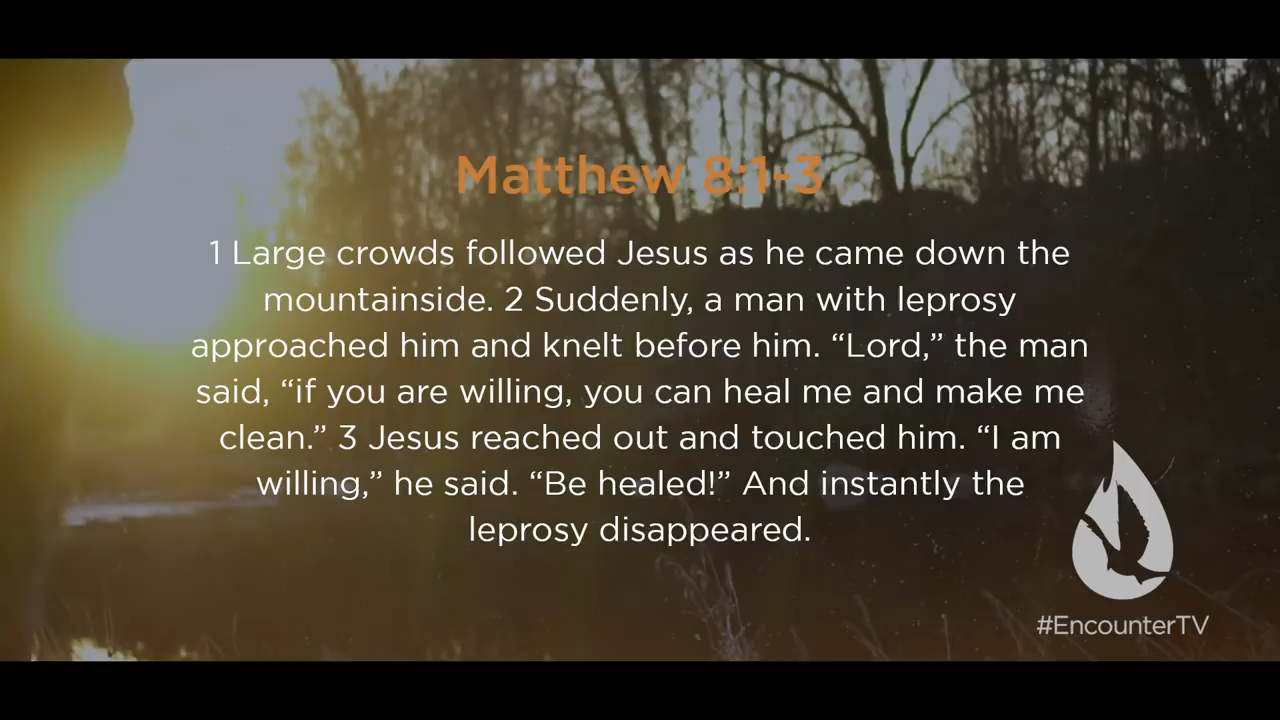 Matthew 8:1-3
1 Large crowds followed Jesus as he came down the
mountainside. 2 Suddenly, a man with leprosy
approached him and knelt before him. “Lord,” the man
said, “if you are willing, you can heal me and make me
clean.” 3 Jesus reached out and touched him. “I am
willing,” he said. “Be healed!” And instantly the
leprosy disappeared.
#EncounterTV